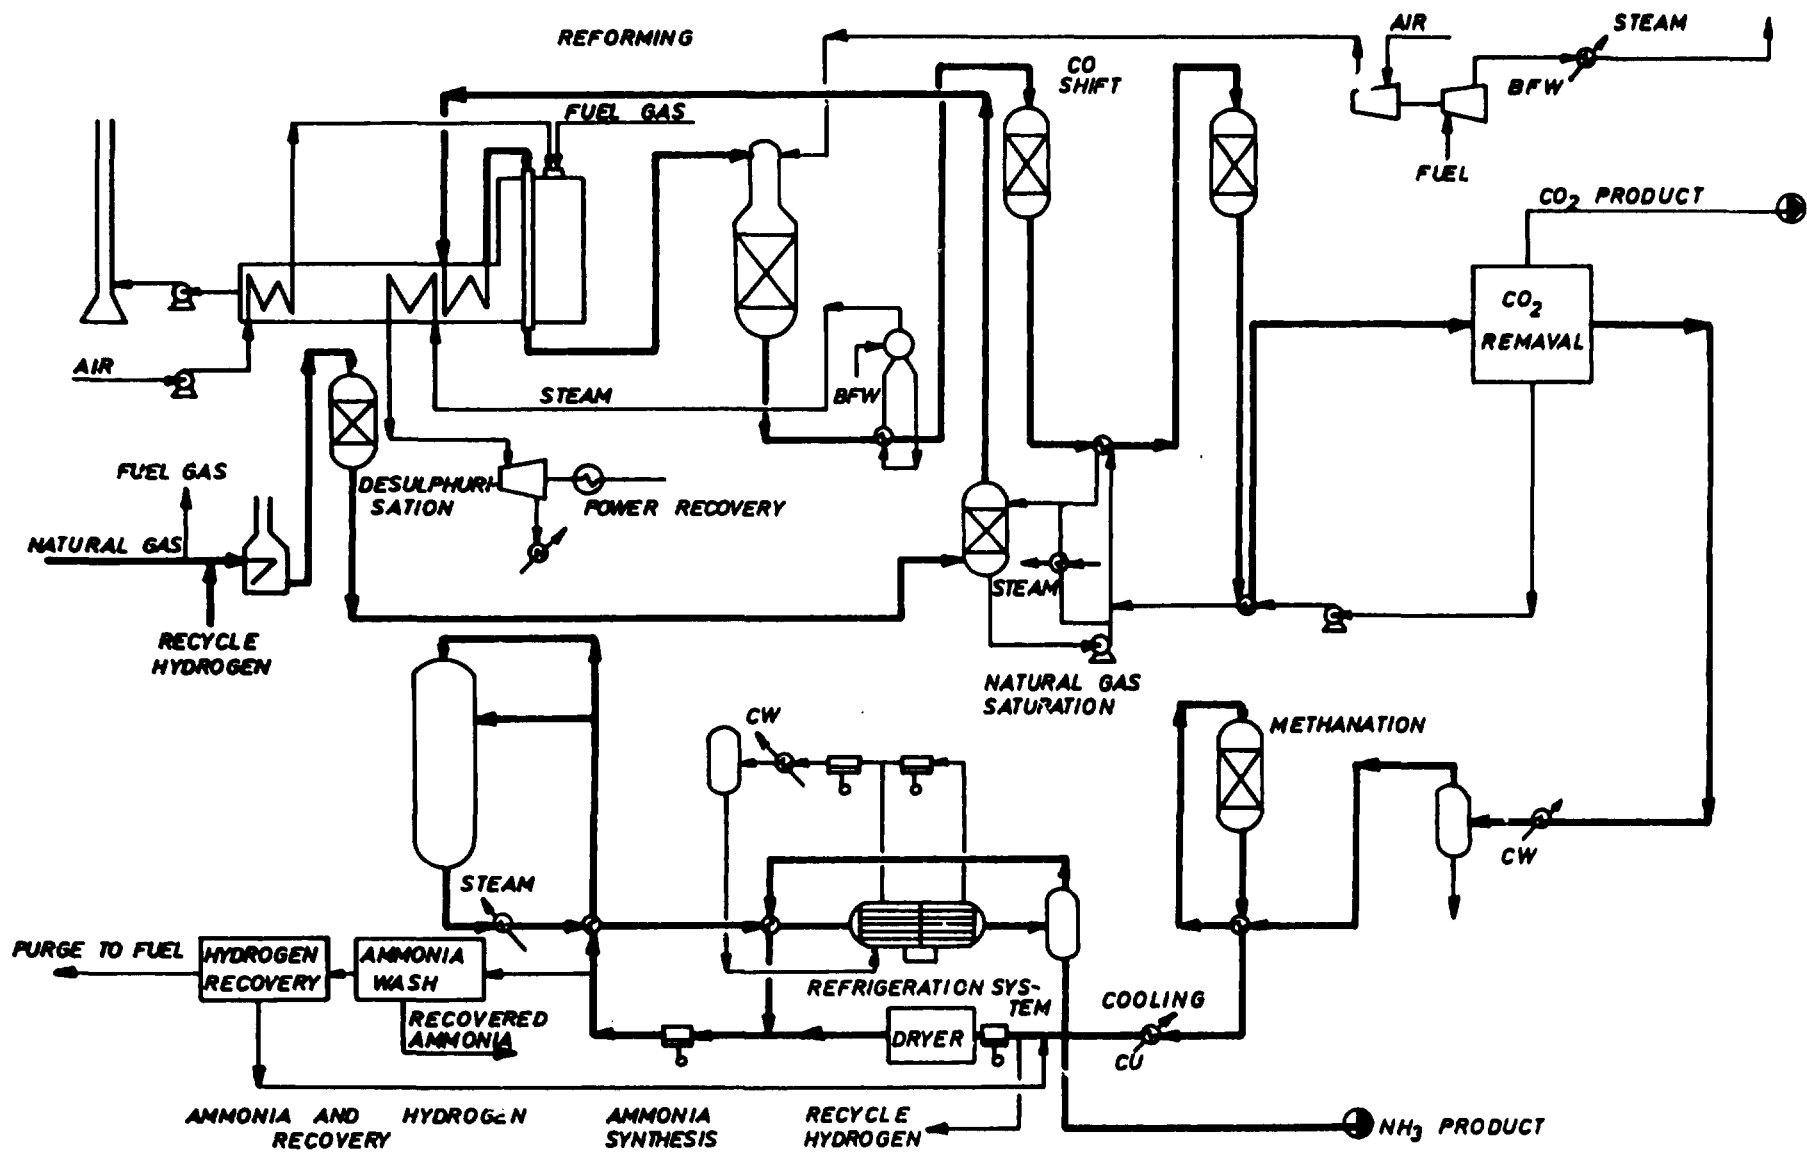 REFORMING
AIR
STEAM
CO
SHIFT
BFW
FUEL GAS
FUEL
CO2 PRODUCT
CO2
REMAVAL
AIR
STEAM
BFW
FUEL GAS
DESULPHURI-
SATION
POWER RECOVERY
NATURAL GAS
STEAM
RECYCLE
HYDROGEN
NATURAL GAS
SATURATION
CW
METHANATION
CW
STEAM
PURGE TO FUEL
HYDROGEN
RECOVERY
AMMONIA
WASH
REFRIGERATION SYS-
TEM
COOLING
RECOVERED
AMMONIA
DRYER
CU
AMMONIA AND HYDROGEN
RECOVERY
AMMONIA
SYNTHESIS
RECYCLE
HYDROGEN
NH3 PRODUCT